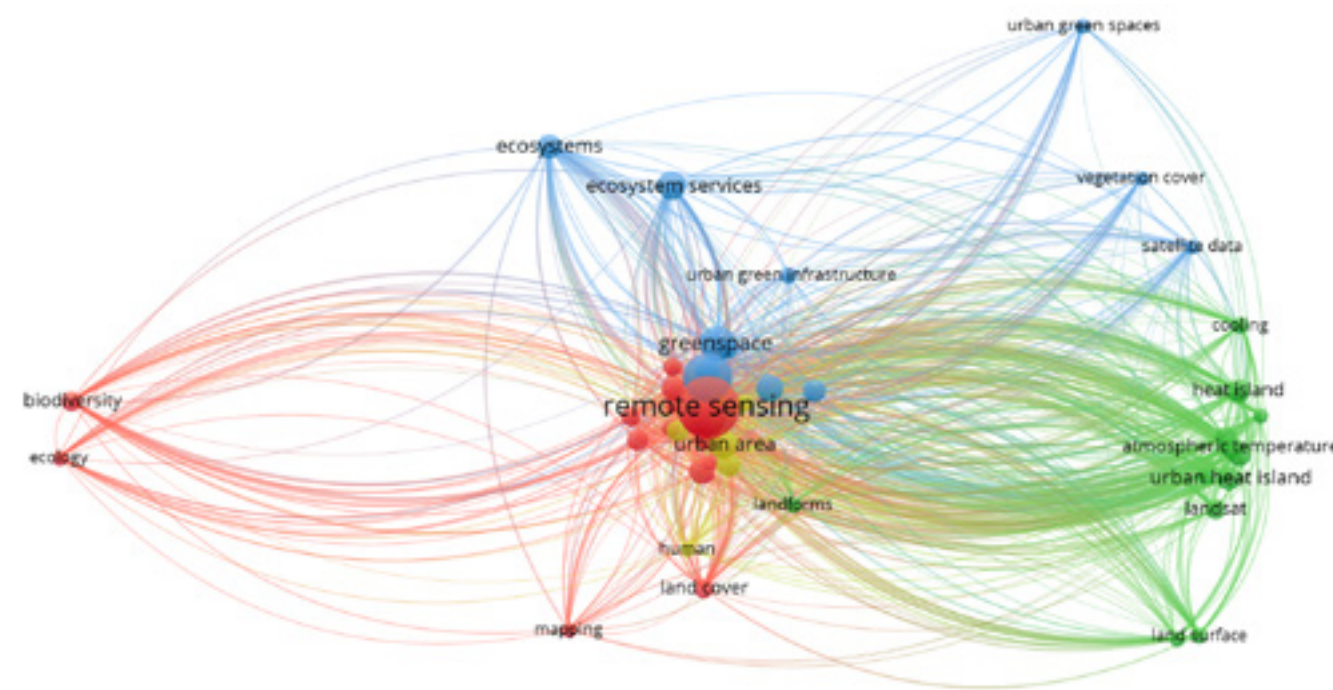 urban green spaces
ecosystems
vegetation cover
ecosystem services
satellite data
urban green infrastructure
cooling
greenspace
heat island
biodiversity
remote sensing
urban area
atmospheric temperature
ecology
urban heat island
landforms
landsat
human
land cover
mapping
land surface